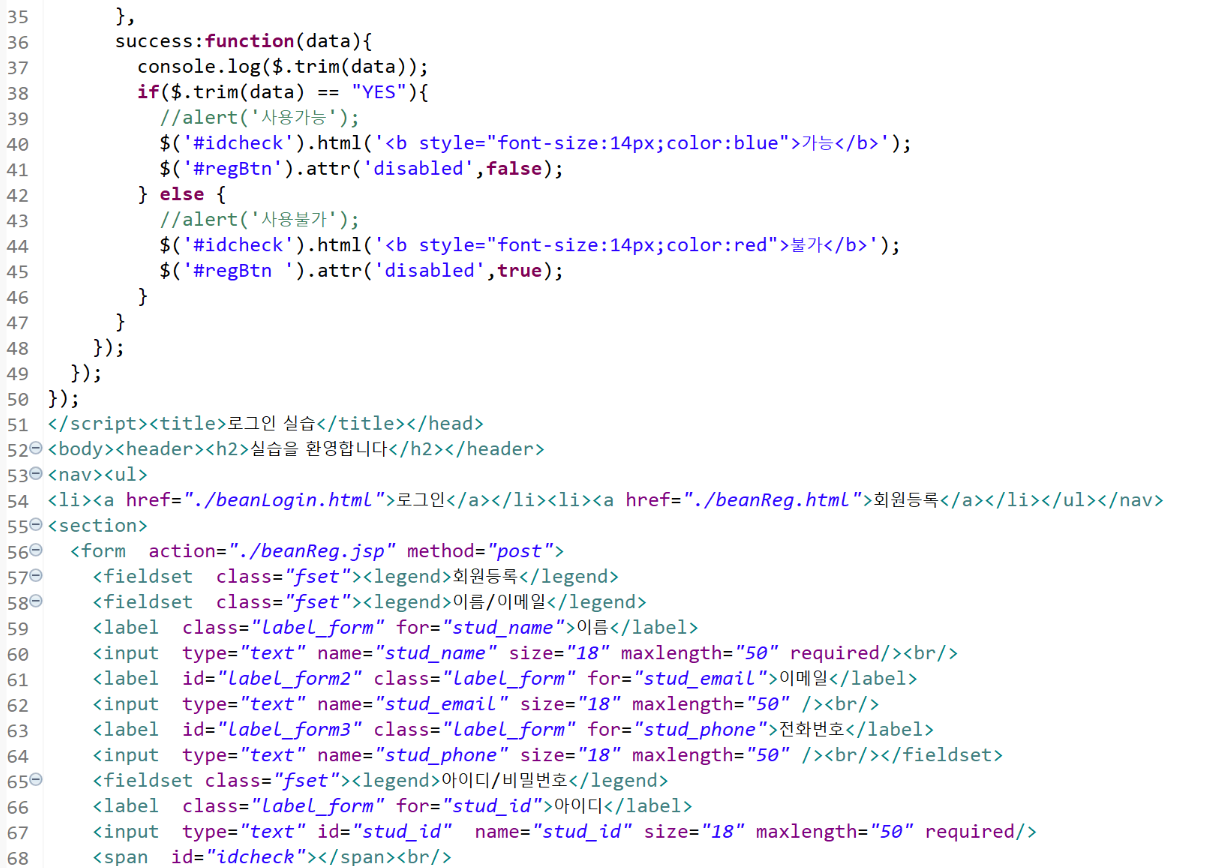 35       },
36       success:function(data){
37         console.log($.trim(data));
38         if($.trim(data) == "YES"){
39           //alert('사용가능');
40           $('#idcheck').html('<b style="font-size:14px;color:blue">가능</b>');
41           $('#regBtn').attr('disabled',false);
42         } else {
43           //alert('사용불가');
44           $('#idcheck').html('<b style="font-size:14px;color:red">불가</b>');
45           $('#regBtn ').attr('disabled',true);
46         }
47       }
48     });
49   });
50 });
51 </script><title>로그인 실습</title></head>
52 <body><header><h2>실습을 환영합니다</h2></header>
53 <nav><ul>
54 <li><a href="./beanLogin.html">로그인</a></li><li><a href="./beanReg.html">회원등록</a></li></ul></nav>
55 <section>
56   <form  action="./beanReg.jsp" method="post">
57     <fieldset  class="fset"><legend>회원등록</legend>
58     <fieldset  class="fset"><legend>이름/이메일</legend>
59     <label  class="label_form" for="stud_name">이름</label>
60     <input  type="text" name="stud_name" size="18" maxlength="50" required/><br/>
61     <label  id="label_form2" class="label_form" for="stud_email">이메일</label>
62     <input  type="text" name="stud_email" size="18" maxlength="50" /><br/>
63     <label  id="label_form3" class="label_form" for="stud_phone">전화번호</label>
64     <input  type="text" name="stud_phone" size="18" maxlength="50" /><br/></fieldset>
65     <fieldset class="fset"><legend>아이디/비밀번호</legend>
66     <label  class="label_form" for="stud_id">아이디</label>
67     <input  type="text" id="stud_id"  name="stud_id" size="18" maxlength="50" required/>
68     <span  id="idcheck"></span><br/>